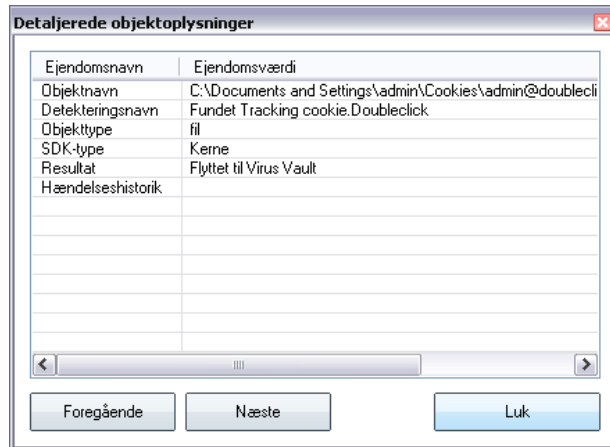 Detaljerede objektoplysninger
Ejendomsnavn Ejendomsværdi
Objektnavn C:\Documents and Settings\admin\Cookies\admin@doublecli
Detekteringsnavn Fundet Tracking cookie.Doubleclick
Objekttype fil
SDK-type Kerne
Resultat Flyttet til Virus Vault
Hændelseshistorik
Foregående Næste Luk